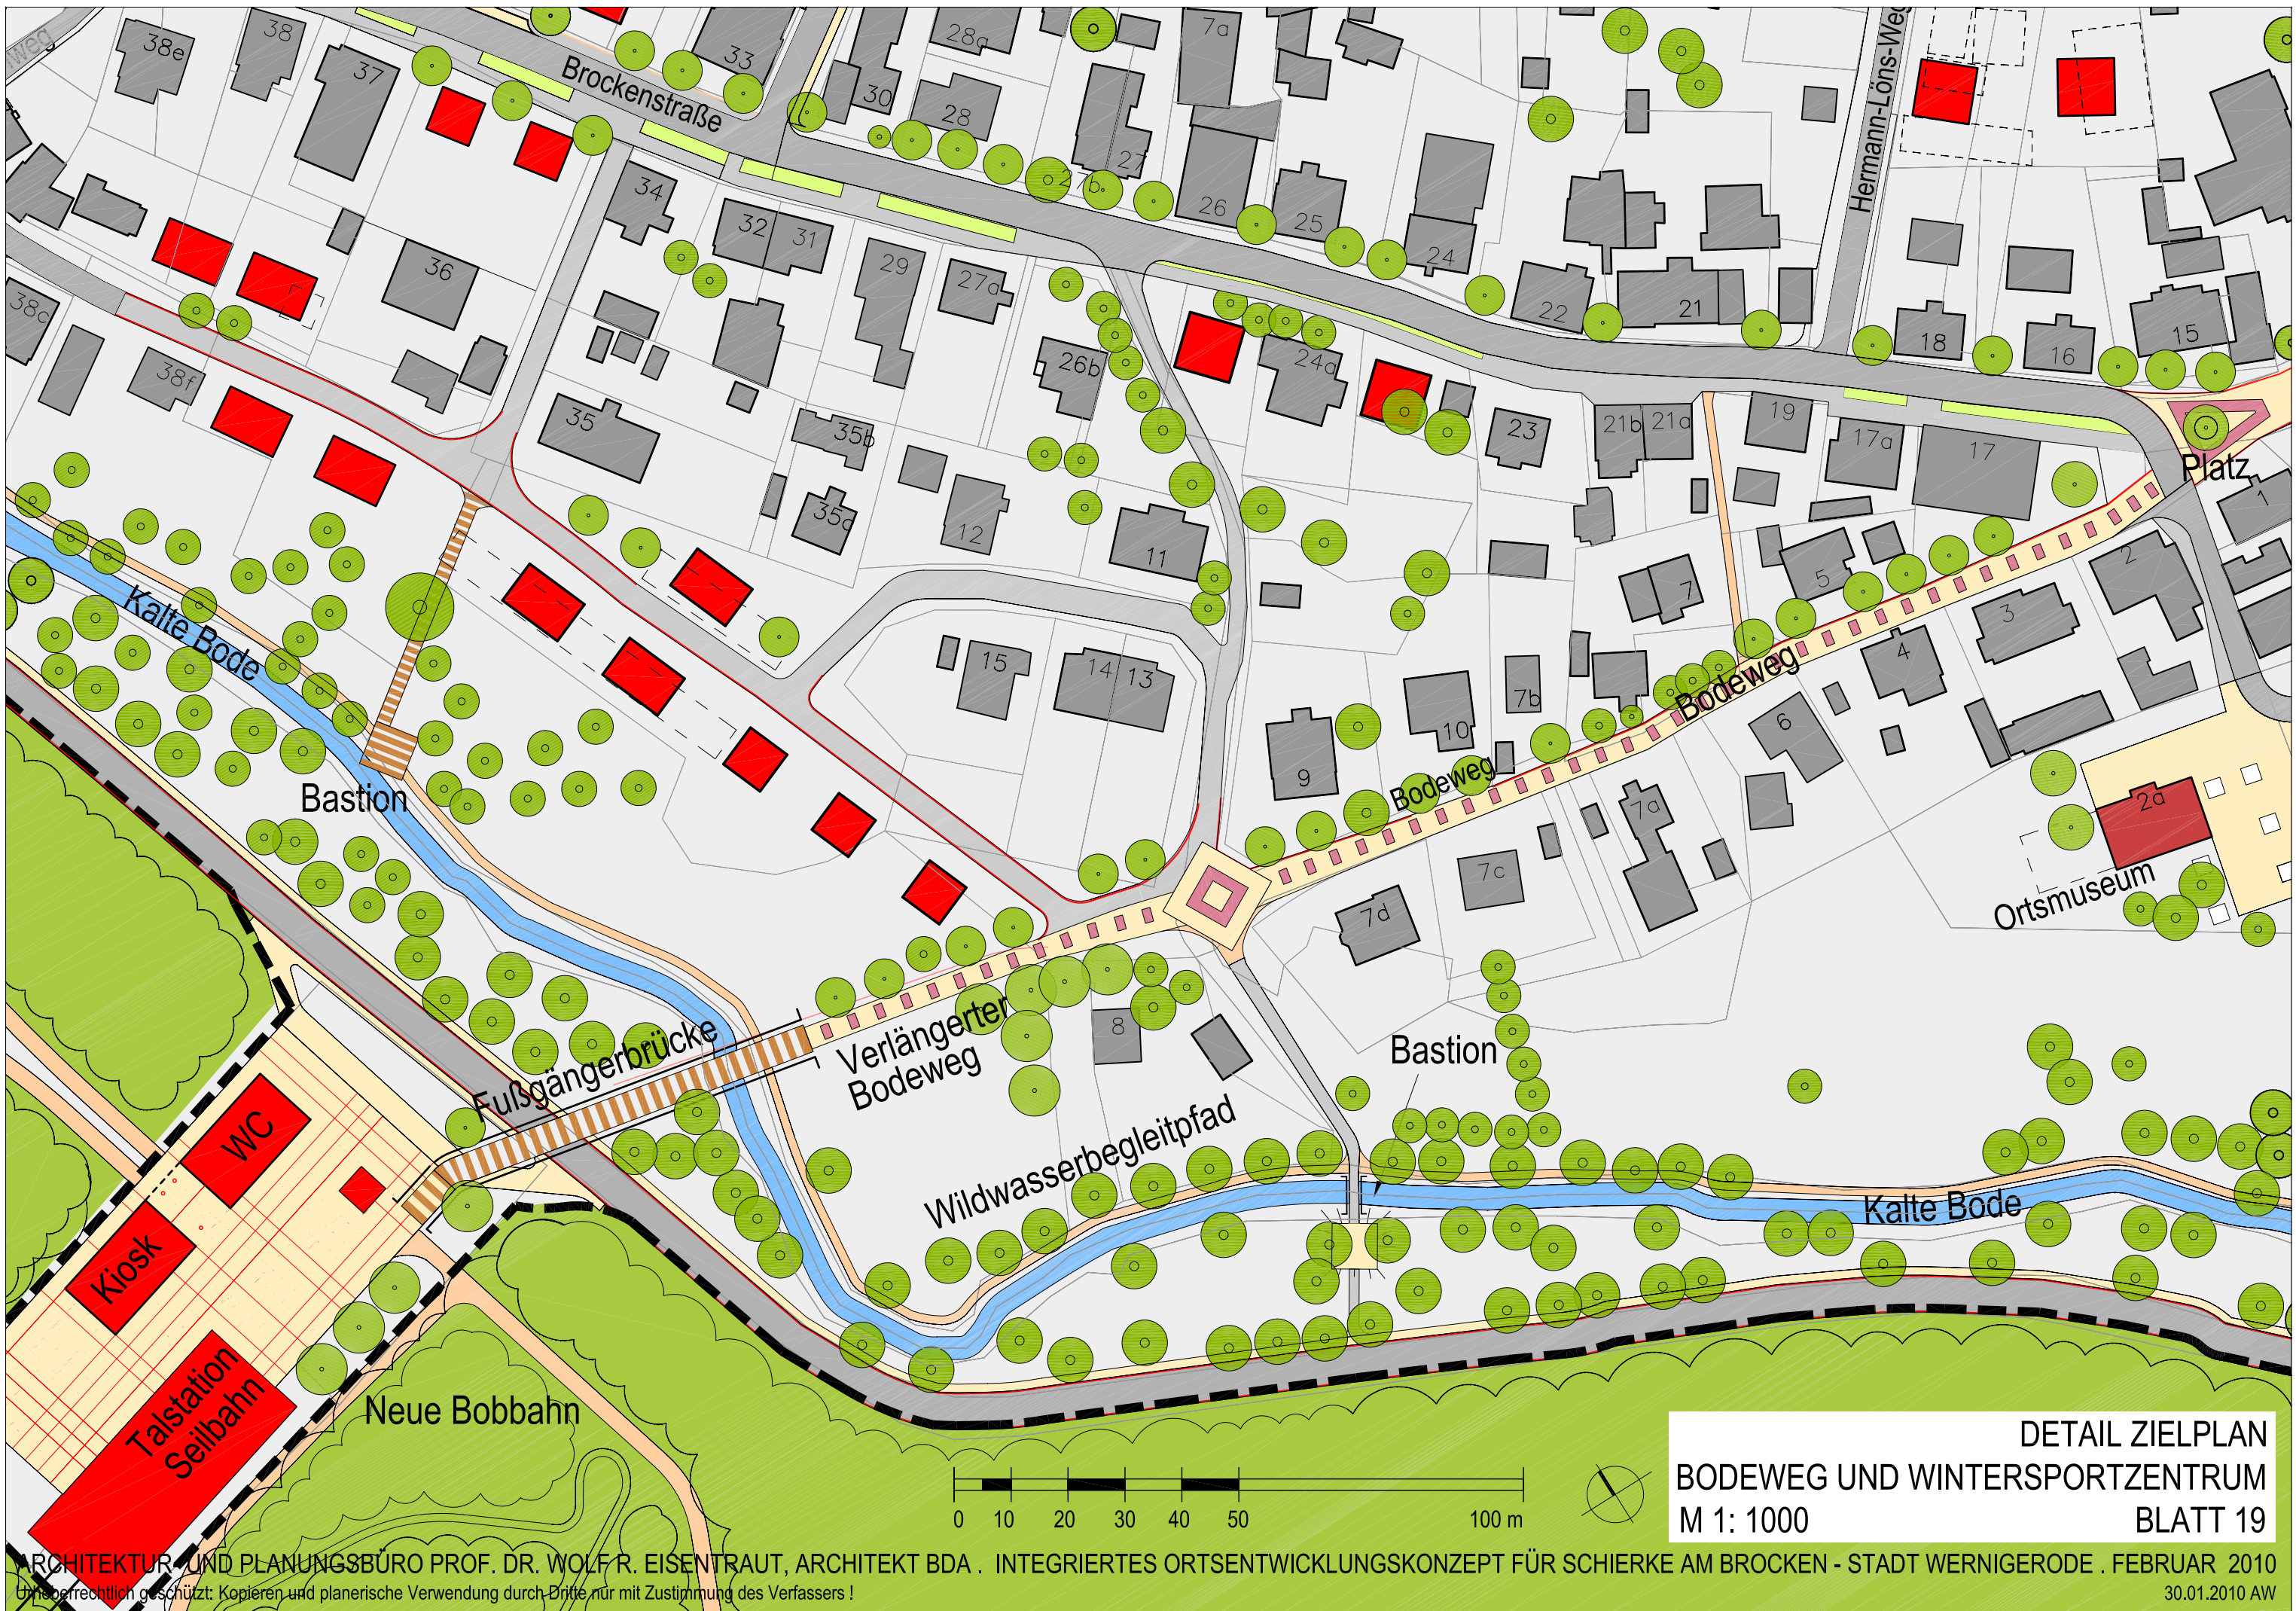 weg
38e
38
37
33
30
28a
28
7a
Brockenstraße
27
27b
26
25
24
22
21
Hermann-Löns-Weg
18
16
15
34
32
31
29
27a
36
38c
38f
35
35b
35c
26b
24a
23
21b
21a
19
17a
17
Platz
1
2
12
11
7
5
3
4
15
14
13
Kalte Bode
Bodeweg
6
7b
10
9
Bodeweg
7a
2a
Ortsmuseum
Bastion
7c
7d
8
Verlängerter
Bodeweg
Fußgängerbrücke
Bastion
Wildwasserbegleitpfad
Kalte Bode
WC
Kiosk
Talstation
Seilbahn
Neue Bobbahn
0 10 20 30 40 50 100 m
DETAIL ZIELPLAN
BODEWEG UND WINTERSPORTZENTRUM
M 1: 1000 BLATT 19
ARCHITEKTUR- UND PLANUNGSBÜRO PROF. DR. WOLF R. EISENTRAUT, ARCHITEKT BDA . INTEGRIERTES ORTSENTWICKLUNGSKONZEPT FÜR SCHIERKE AM BROCKEN - STADT WERNIGERODE . FEBRUAR 2010
Urheberrechtlich geschützt: Kopieren und planerische Verwendung durch Dritte nur mit Zustimmung des Verfassers !
30.01.2010 AW